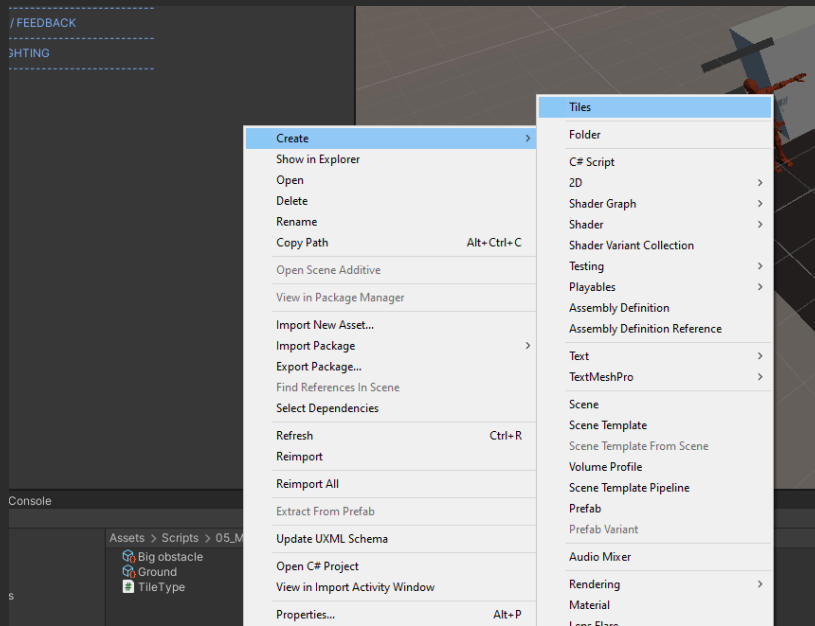 / FEEDBACK
GHTING
Create
Show in Explorer
Open
Delete
Rename
Copy Path Alt+Ctrl+C
Open Scene Additive
View in Package Manager
Import New Asset...
Import Package
Export Package...
Find References In Scene
Select Dependencies
Refresh Ctrl+R
Reimport
Reimport All
Extract From Prefab
Update UXML Schema
Open C# Project
View in Import Activity Window
Properties... Alt+P
Tiles
Folder
C# Script
2D
Shader Graph
Shader
Shader Variant Collection
Testing
Playables
Assembly Definition
Assembly Definition Reference
Text
TextMeshPro
Scene
Scene Template
Scene Template From Scene
Volume Profile
Scene Template Pipeline
Prefab
Prefab Variant
Audio Mixer
Rendering
Material
Lens Flare
Console
Assets > Scripts > 05_M
Big obstacle
Ground
TileType
s